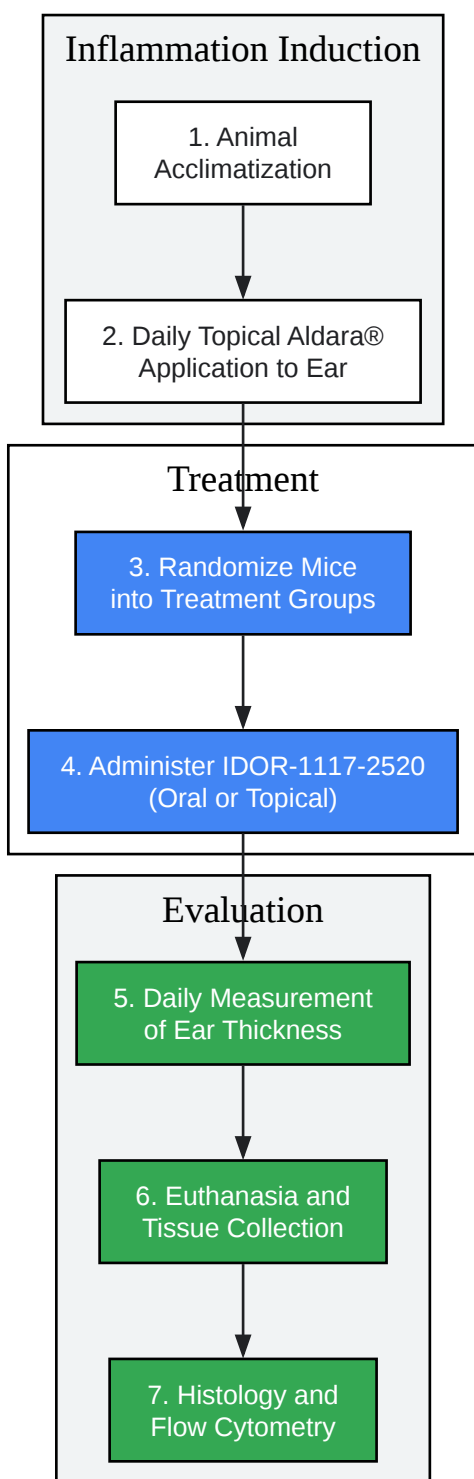 Inflammation Induction
1. Animal
Acclimatization
2. Daily Topical Aldara®
Application to Ear
Treatment
3. Randomize Mice
into Treatment Groups
4. Administer IDOR-1117-2520
(Oral or Topical)
Evaluation
5. Daily Measurement
of Ear Thickness
6. Euthanasia and
Tissue Collection
7. Histology and
Flow Cytometry